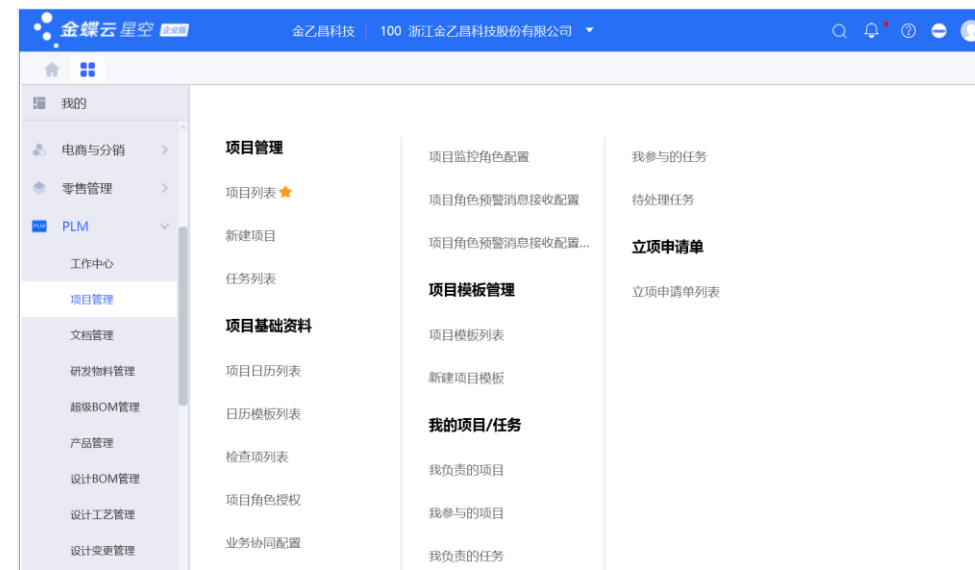 金蝶云星空 企业版
金乙昌科技 | 100 浙江金乙昌科技股份有限公司
我的
电商与分销
零售管理
PLM PLM
工作中心
项目管理
文档管理
研发物料管理
超级BOM管理
产品管理
设计BOM管理
设计工艺管理
设计变更管理
项目管理
项目列表
新建项目
任务列表
项目基础资料
项目日历列表
日历模板列表
检查项列表
项目角色授权
业务协同配置
项目监控角色配置
项目角色预警消息接收配置
项目角色预警消息接收配置...
项目模板管理
项目模板列表
新建项目模板
我的项目/任务
我负责的项目
我参与的项目
我负责的任务
我参与的任务
待处理任务
立项申请单
立项申请单列表